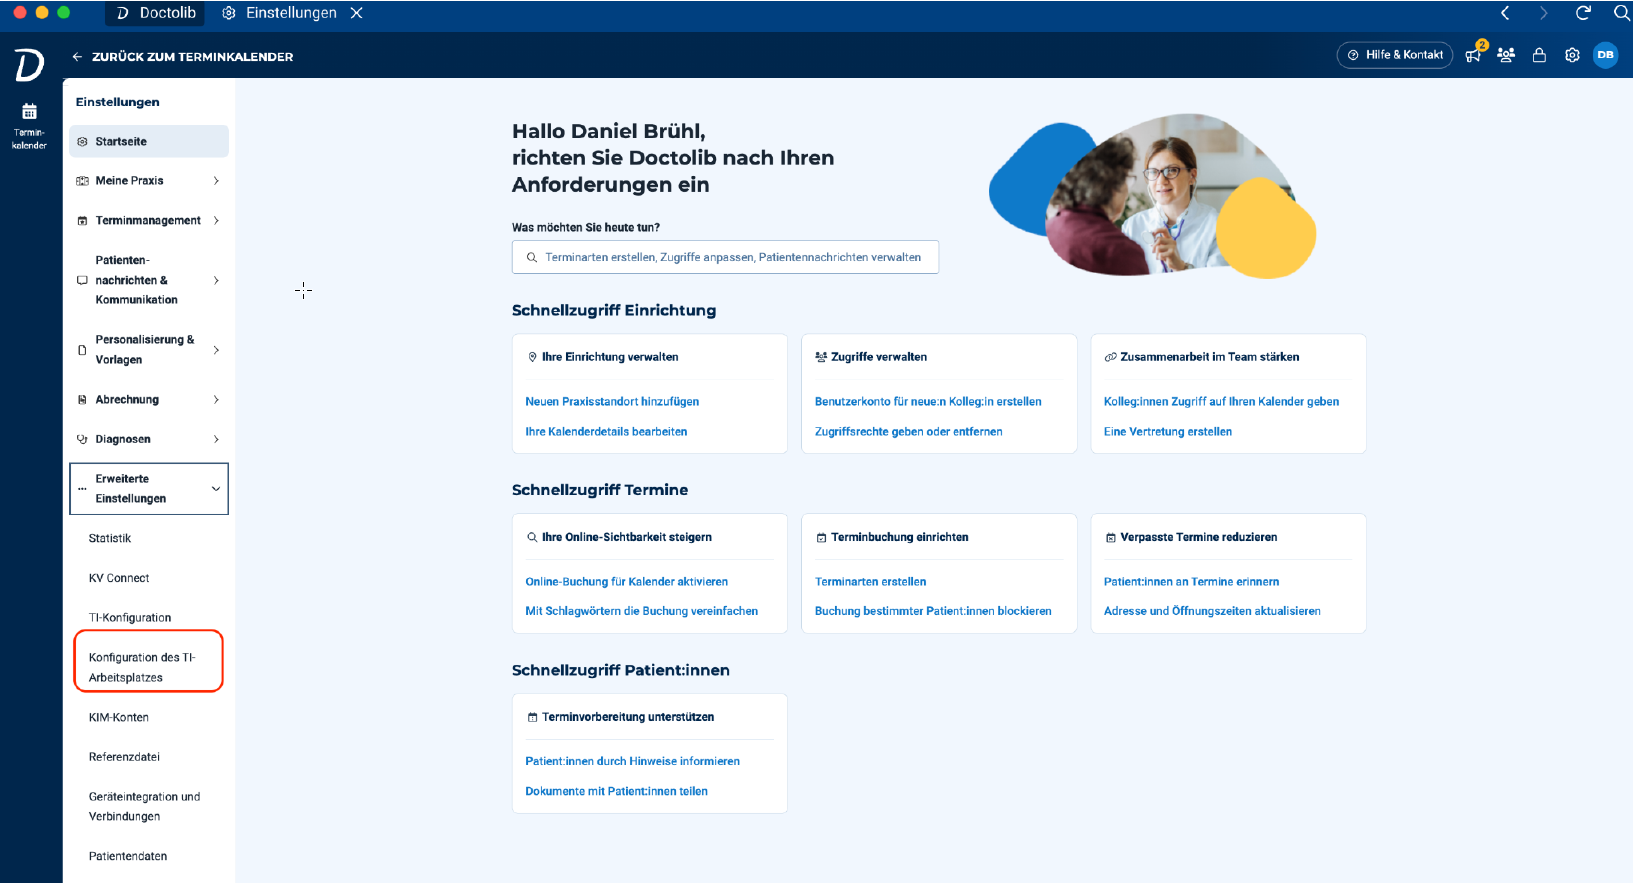 Doctolib
Einstellungen
ZURÜCK ZUM TERMINKALENDER
Hilfe & Kontakt
2
DB
D
Termin-
kalender
Einstellungen
Startseite
Meine Praxis
Terminmanagement
Patienten-
nachrichten &
Kommunikation
Personalisierung &
Vorlagen
Abrechnung
Diagnosen
Erweiterte
Einstellungen
Statistik
KV Connect
TI-Konfiguration
Konfiguration des TI-
Arbeitsplatzes
KIM-Konten
Referenzdatei
Geräteintegration und
Verbindungen
Patientendaten
Hallo Daniel Brühl,
richten Sie Doctolib nach Ihren
Anforderungen ein
Was möchten Sie heute tun?
Terminarten erstellen, Zugriffe anpassen, Patientennachrichten verwalten
Schnellzugriff Einrichtung
Ihre Einrichtung verwalten
Neuen Praxisstandort hinzufügen
Ihre Kalenderdetails bearbeiten
Zugriffe verwalten
Benutzerkonto für neue:n Kolleg:in erstellen
Zugriffsrechte geben oder entfernen
Zusammenarbeit im Team stärken
Kolleg:innen Zugriff auf Ihren Kalender geben
Eine Vertretung erstellen
Schnellzugriff Termine
Ihre Online-Sichtbarkeit steigern
Online-Buchung für Kalender aktivieren
Mit Schlagwörtern die Buchung vereinfachen
Terminbuchung einrichten
Terminarten erstellen
Buchung bestimmter Patient:innen blockieren
Verpasste Termine reduzieren
Patient:innen an Termine erinnern
Adresse und Öffnungszeiten aktualisieren
Schnellzugriff Patient:innen
Terminvorbereitung unterstützen
Patient:innen durch Hinweise informieren
Dokumente mit Patient:innen teilen